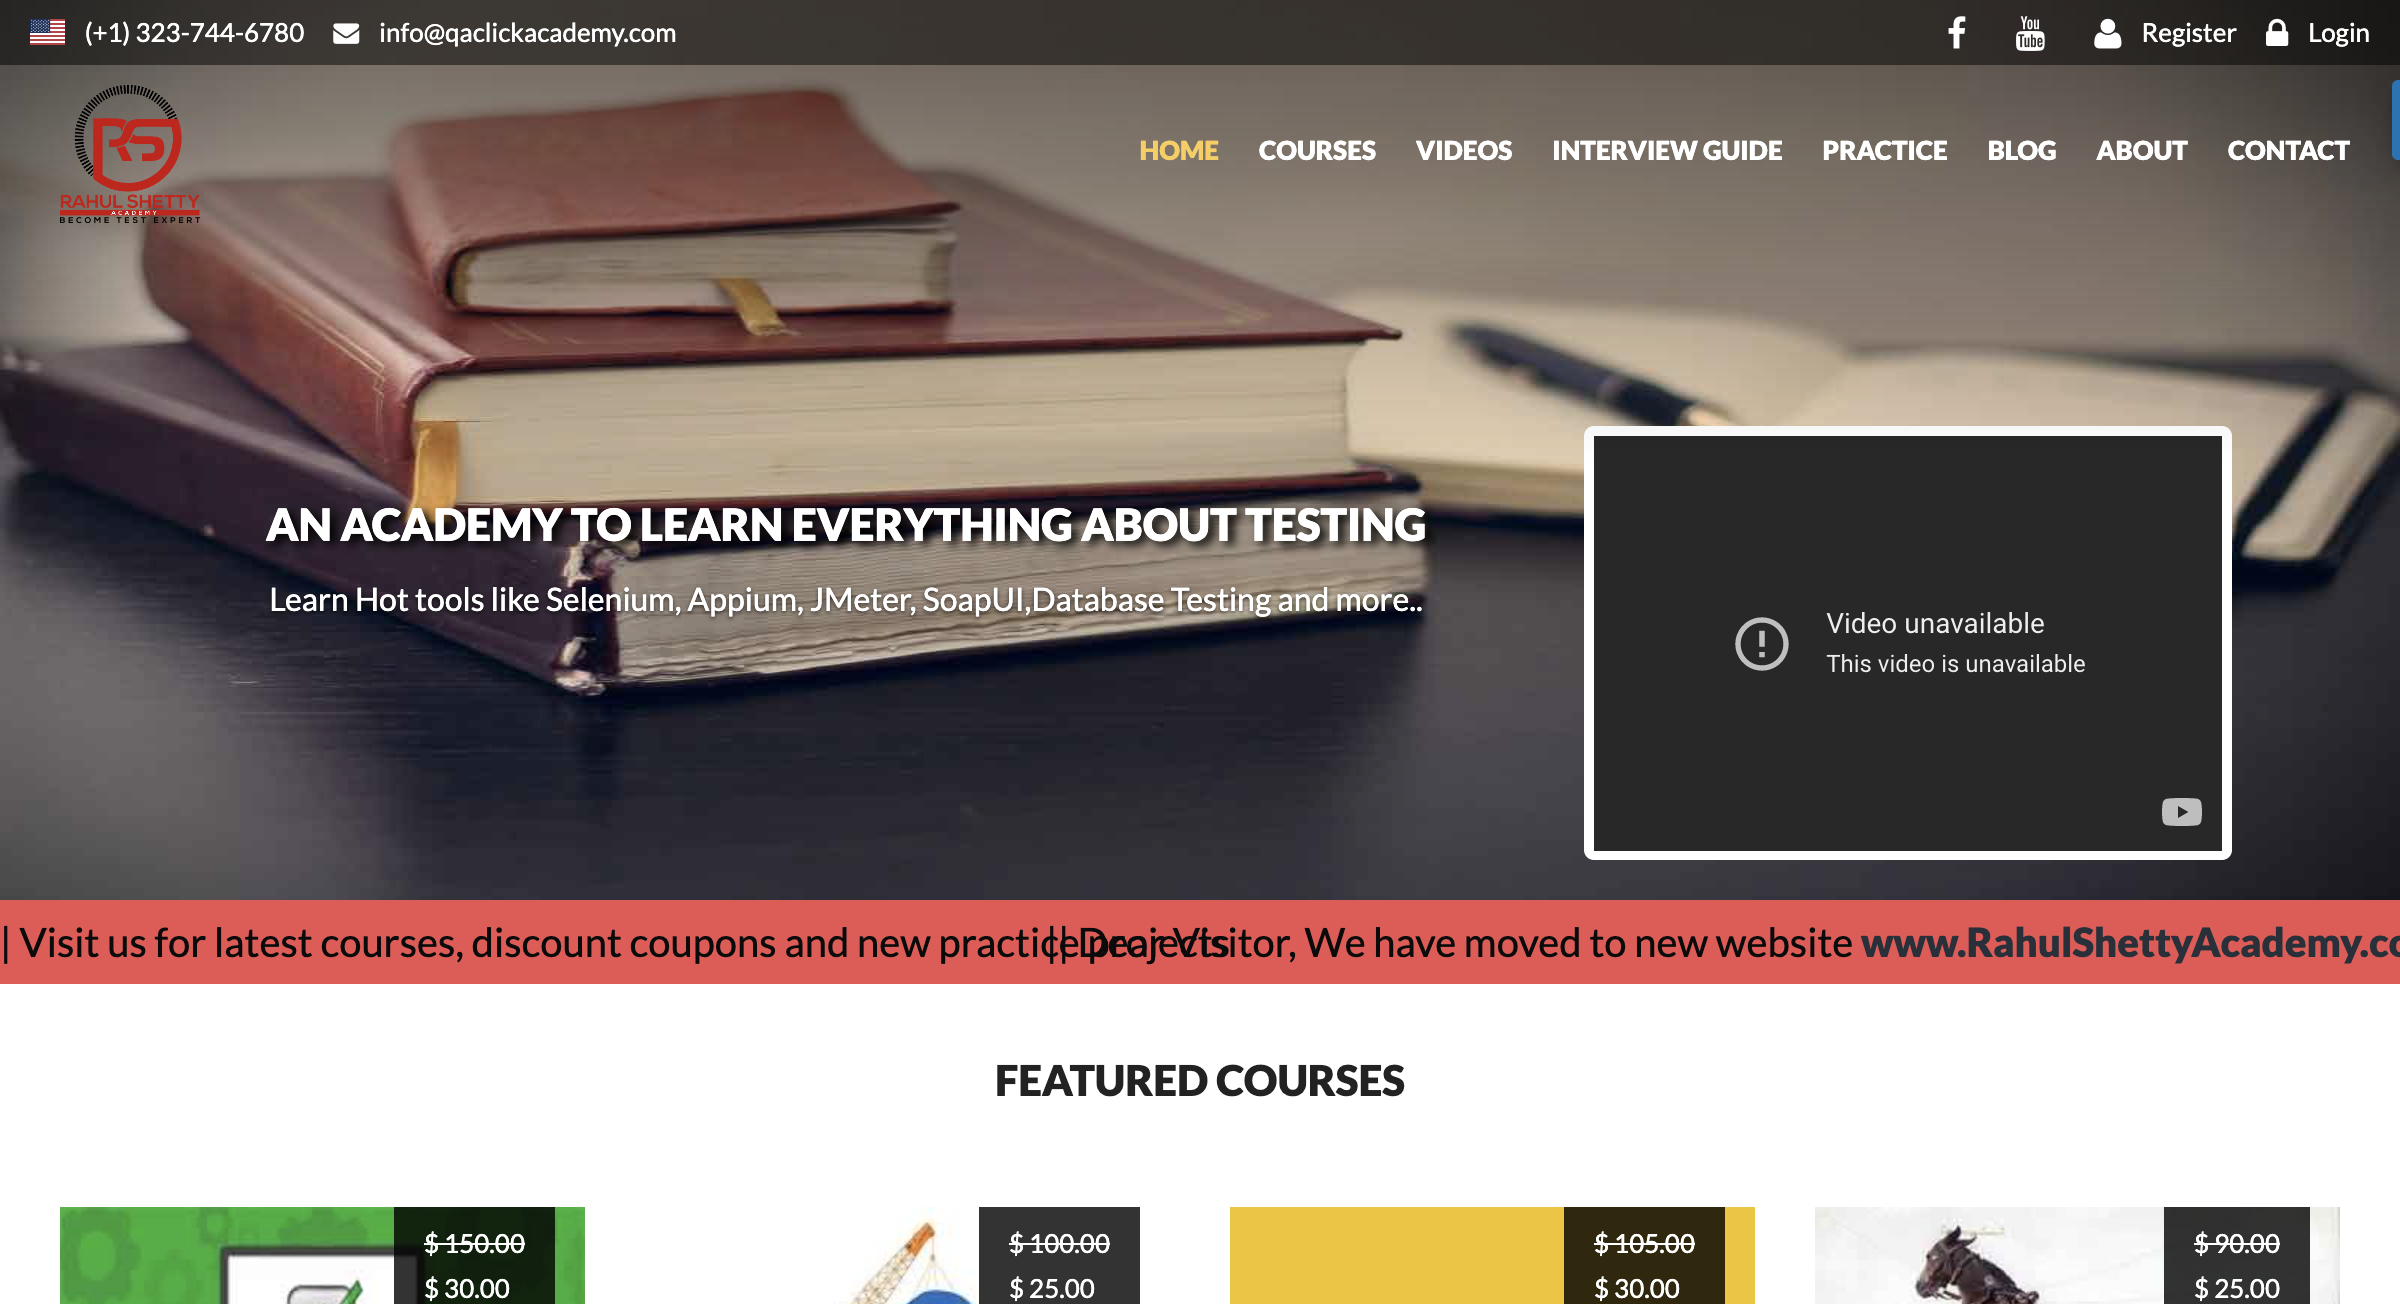 (+1) 323-744-6780 info@qaclickacademy.com You Tube Register Login
RAHUL SHETTY
ACADEMY
BECOME TEST EXPERT
HOME COURSES VIDEOS INTERVIEW GUIDE PRACTICE BLOG ABOUT CONTACT
AN ACADEMY TO LEARN EVERYTHING ABOUT TESTING
Learn Hot tools like Selenium, Appium, JMeter, SoapUI,Database Testing and more..
Video unavailable
This video is unavailable
| Visit us for latest courses, discount coupons and new practice projects
|| Dear Visitor, We have moved to new website www.RahulShettyAcademy.co
FEATURED COURSES
$ 150.00 $ 100.00 $ 105.00 $ 90.00
$ 30.00 $ 25.00 $ 30.00 $ 25.00